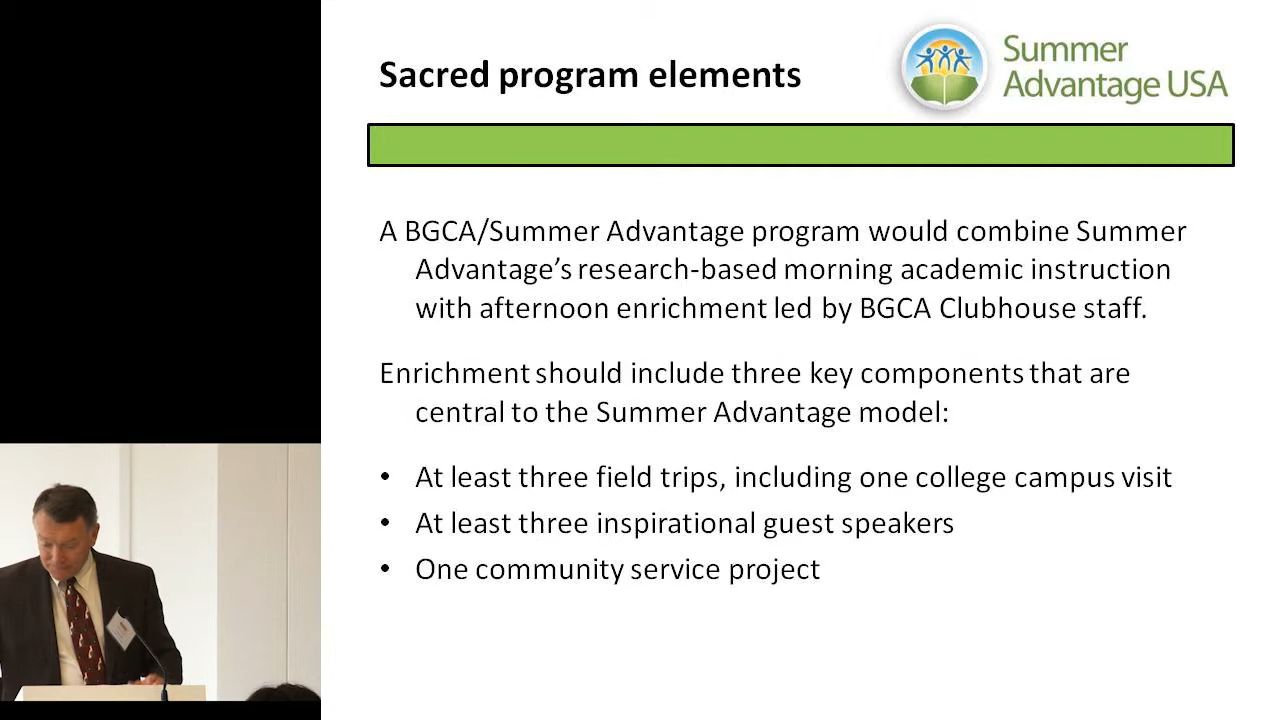 Sacred program elements
Summer
Advantage USA
A BGCA/Summer Advantage program would combine Summer
Advantage’s research-based morning academic instruction
with afternoon enrichment led by BGCA Clubhouse staff.
Enrichment should include three key components that are
central to the Summer Advantage model:
• At least three field trips, including one college campus visit
• At least three inspirational guest speakers
• One community service project